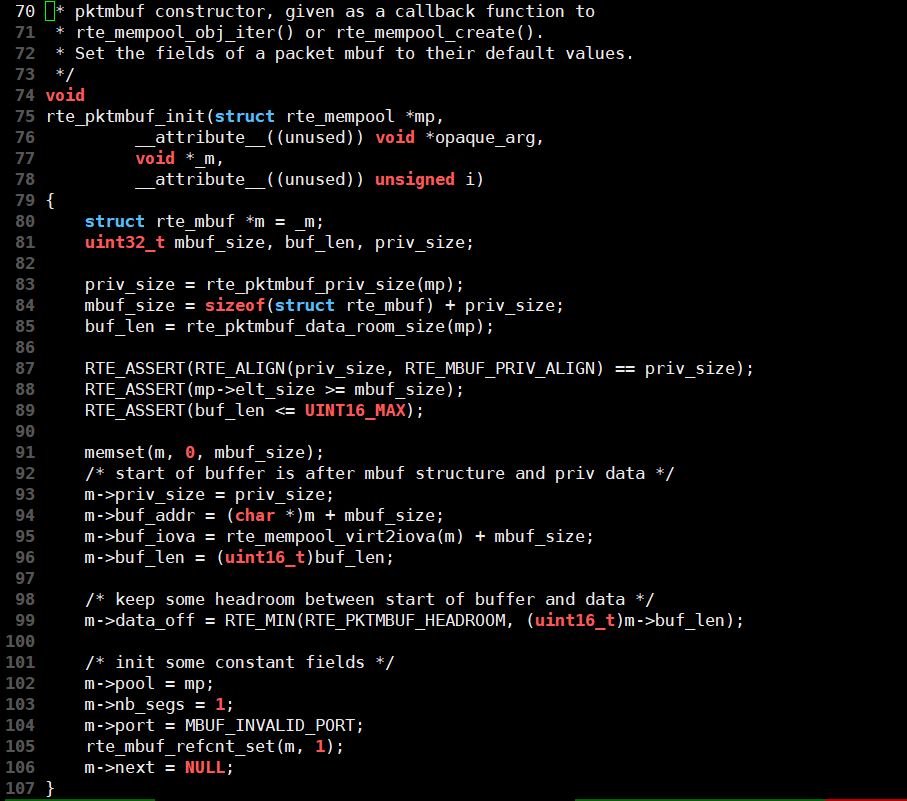 70  * pktmbuf constructor, given as a callback function to
71  * rte_mempool_obj_iter() or rte_mempool_create().
72  * Set the fields of a packet mbuf to their default values.
73  */
74 void
75 rte_pktmbuf_init(struct rte_mempool *mp,
76          __attribute__((unused)) void *opaque_arg,
77          void *_m,
78          __attribute__((unused)) unsigned i)
79 {
80     struct rte_mbuf *m = _m;
81     uint32_t mbuf_size, buf_len, priv_size;
82
83     priv_size = rte_pktmbuf_priv_size(mp);
84     mbuf_size = sizeof(struct rte_mbuf) + priv_size;
85     buf_len = rte_pktmbuf_data_room_size(mp);
86
87     RTE_ASSERT(RTE_ALIGN(priv_size, RTE_MBUF_PRIV_ALIGN) == priv_size);
88     RTE_ASSERT(mp->elt_size >= mbuf_size);
89     RTE_ASSERT(buf_len <= UINT16_MAX);
90
91     memset(m, 0, mbuf_size);
92     /* start of buffer is after mbuf structure and priv data */
93     m->priv_size = priv_size;
94     m->buf_addr = (char *)m + mbuf_size;
95     m->buf_iova = rte_mempool_virt2iova(m) + mbuf_size;
96     m->buf_len = (uint16_t)buf_len;
97
98     /* keep some headroom between start of buffer and data */
99     m->data_off = RTE_MIN(RTE_PKTMBUF_HEADROOM, (uint16_t)m->buf_len);
100
101     /* init some constant fields */
102     m->pool = mp;
103     m->nb_segs = 1;
104     m->port = MBUF_INVALID_PORT;
105     rte_mbuf_refcnt_set(m, 1);
106     m->next = NULL;
107 }